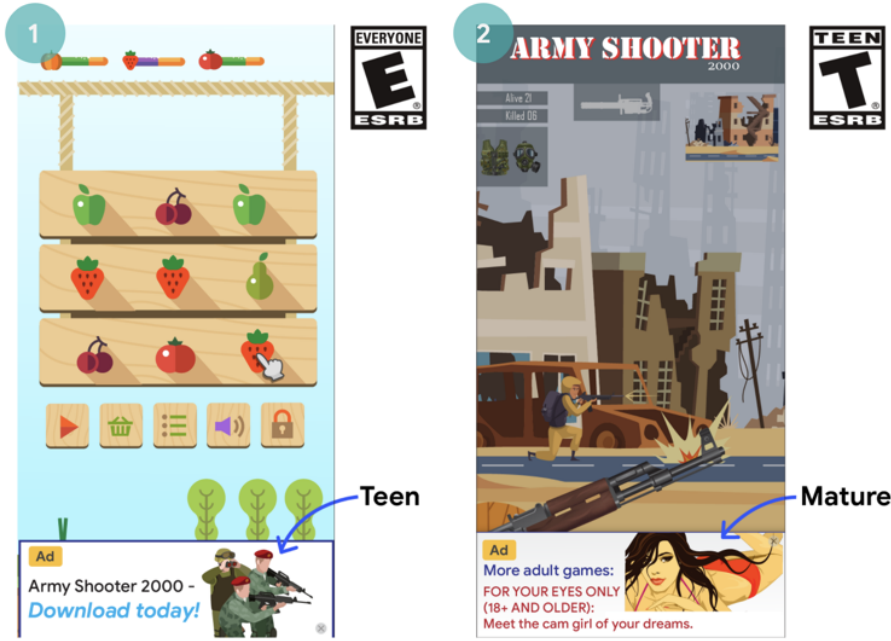 1
EVERYONE
E
®
ESRB
Teen
Ad
Army Shooter 2000 -
Download today!
2
ARMY SHOOTER
2000
TEEN
T
®
ESRB
Alive 21
Killed 06
Mature
Ad
More adult games:
FOR YOUR EYES ONLY
(18+ AND OLDER):
Meet the cam girl of your dreams.